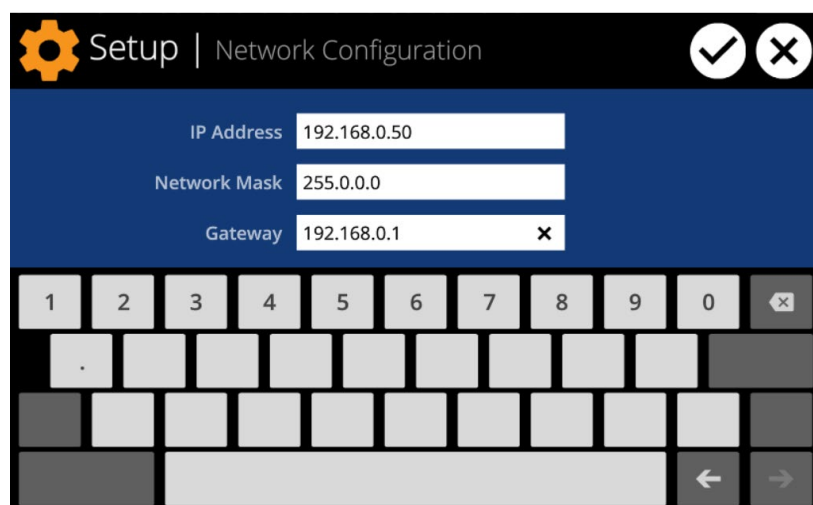 Setup | Network Configuration
IP Address 192.168.0.50
Network Mask 255.0.0.0
Gateway 192.168.0.1
1 2 3 4 5 6 7 8 9 0
.